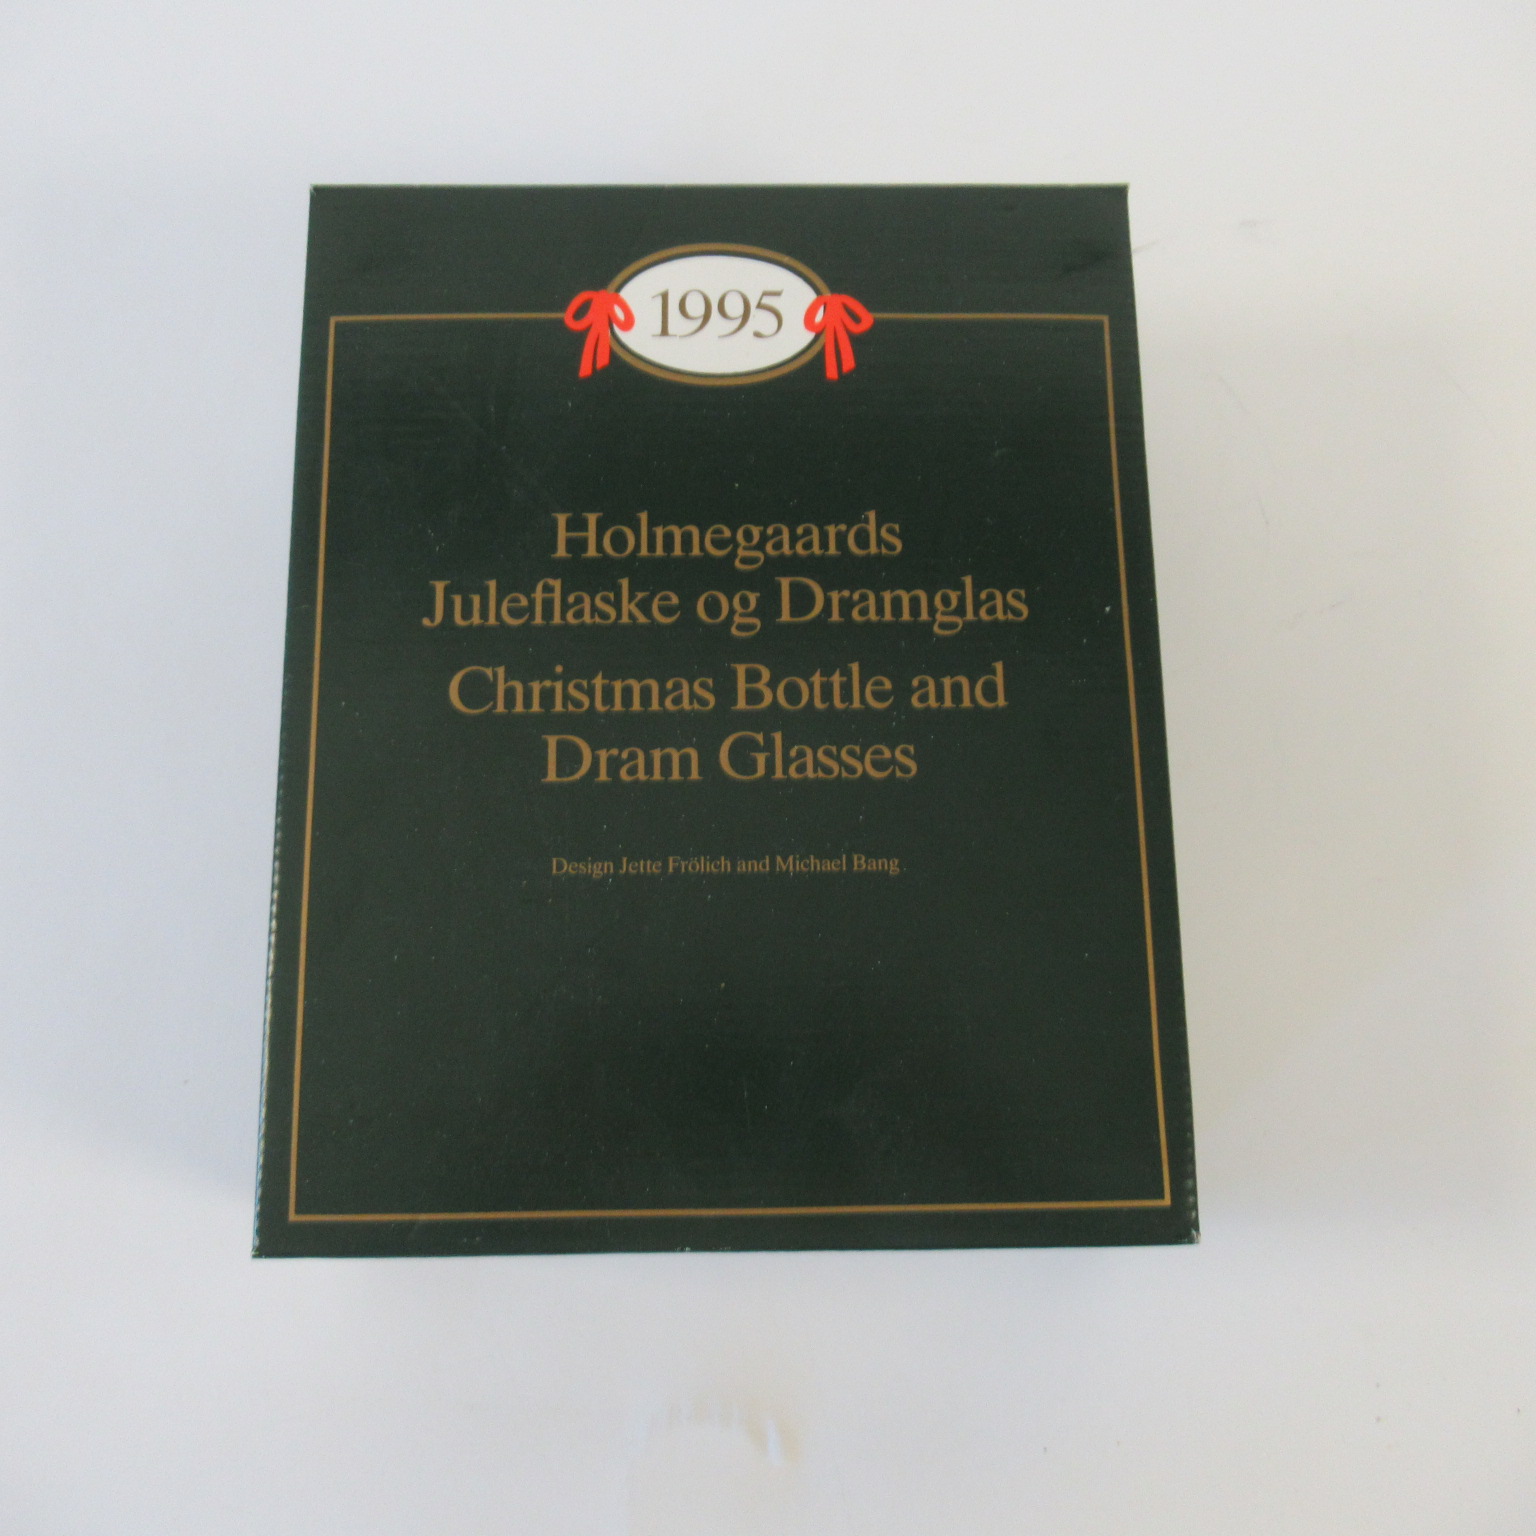 1995
Holmegaards
Juleflaske og Dramglas
Christmas Bottle and
Dram Glasses
Design Jette Frölich and Michael Bang